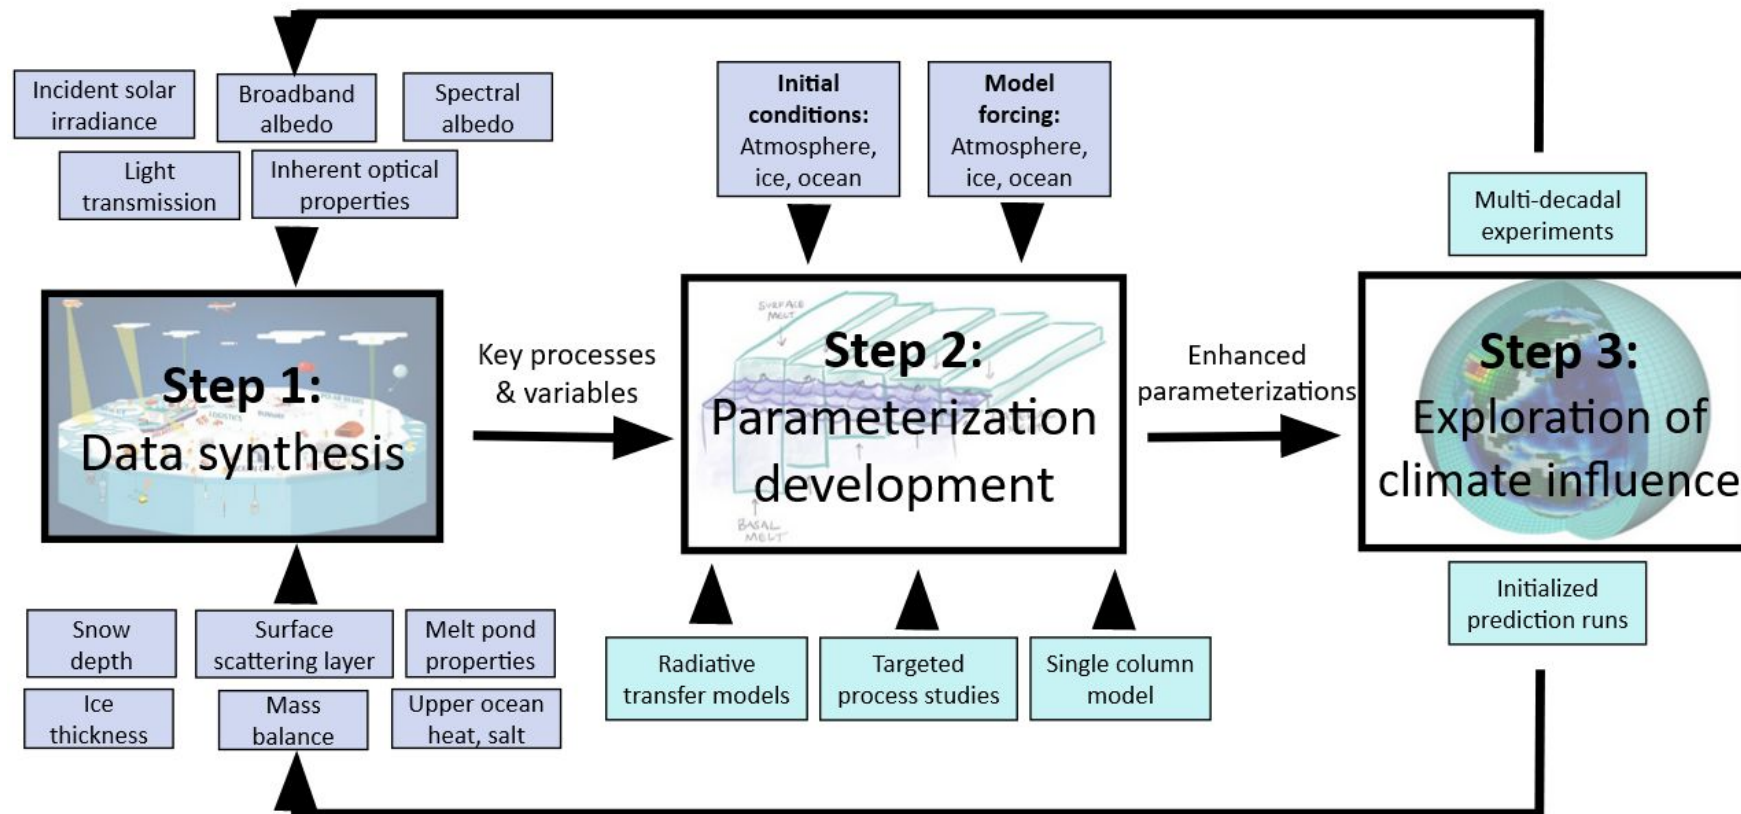 Incident solar
irradiance
Broadband
albedo
Spectral
albedo
Light
transmission
Inherent optical
properties
Initial
conditions:
Atmosphere,
ice, ocean
Model
forcing:
Atmosphere,
ice, ocean
Multi-decadal
experiments
Step 1:
Data synthesis
LOGISTICS
Key processes
& variables
SURFACE
MELT
Step 2:
Parameterization
development
BASAL
MELT
Enhanced
parameterizations
Step 3:
Exploration of
climate influence
Snow
depth
Surface
scattering layer
Melt pond
properties
Ice
thickness
Mass
balance
Upper ocean
heat, salt
Radiative
transfer models
Targeted
process studies
Single column
model
Initialized
prediction runs